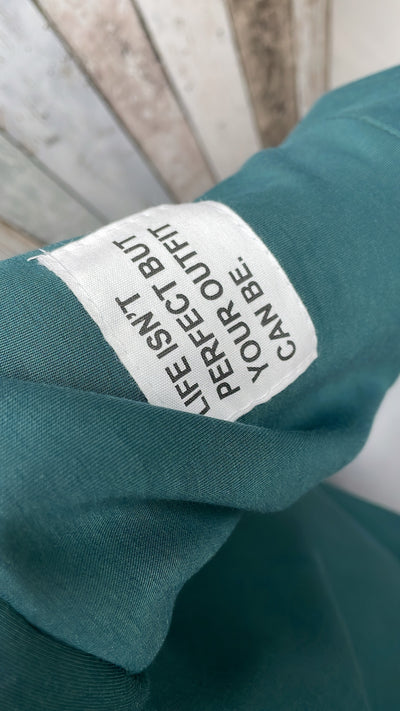 LIFE ISN'T
PERFECT BUT
YOUR OUTFIT
CAN BE.